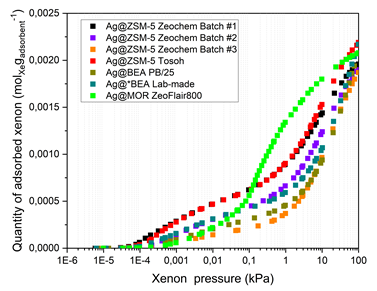 Quantity of adsorbed xenon (mol_Xe g_adsorbent^-1)
0,0025
0,0020
0,0015
0,0010
0,0005
0,0000
Ag@ZSM-5 Zeochem Batch #1
Ag@ZSM-5 Zeochem Batch #2
Ag@ZSM-5 Zeochem Batch #3
Ag@ZSM-5 Tosoh
Ag@BEA PB/25
Ag@*BEA Lab-made
Ag@MOR ZeoFlair800
1E-6 1E-5 1E-4 0,001 0,01 0,1 1 10 100
Xenon pressure (kPa)